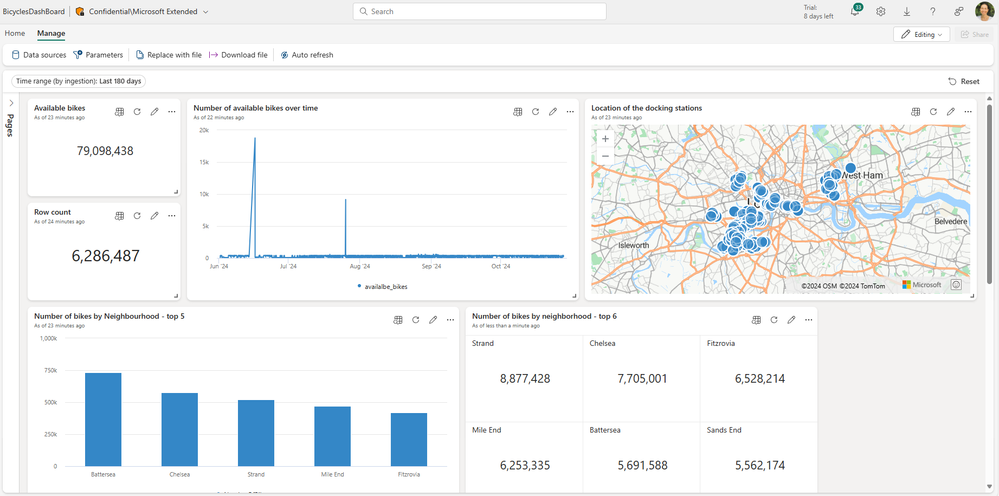 BicyclesDashBoard
Confidential\Microsoft Extended
Search
Trial:
8 days left
33
Home
Manage
Editing
Share
Data sources
Parameters
Replace with file
Download file
Auto refresh
Time range (by ingestion): Last 180 days
Reset
Pages
Available bikes
As of 23 minutes ago
79,098,438
Row count
As of 24 minutes ago
6,286,487
Number of available bikes over time
As of 22 minutes ago
20k
15k
10k
5k
0
Jun '24
Jul '24
Aug '24
Sep '24
Oct '24
availalbe_bikes
Location of the docking stations
As of 23 minutes ago
+
−
West Ham
Belvedere
Isleworth
©2024 OSM ©2024 TomTom
Microsoft
Number of bikes by Neighbourhood - top 5
As of 23 minutes ago
1,000k
750k
500k
250k
0
Battersea
Chelsea
Strand
Mile End
Fitzrovia
Number of bikes by neighborhood - top 6
As of less than a minute ago
Strand
Chelsea
Fitzrovia
8,877,428
7,705,001
6,528,214
Mile End
Battersea
Sands End
6,253,335
5,691,588
5,562,174